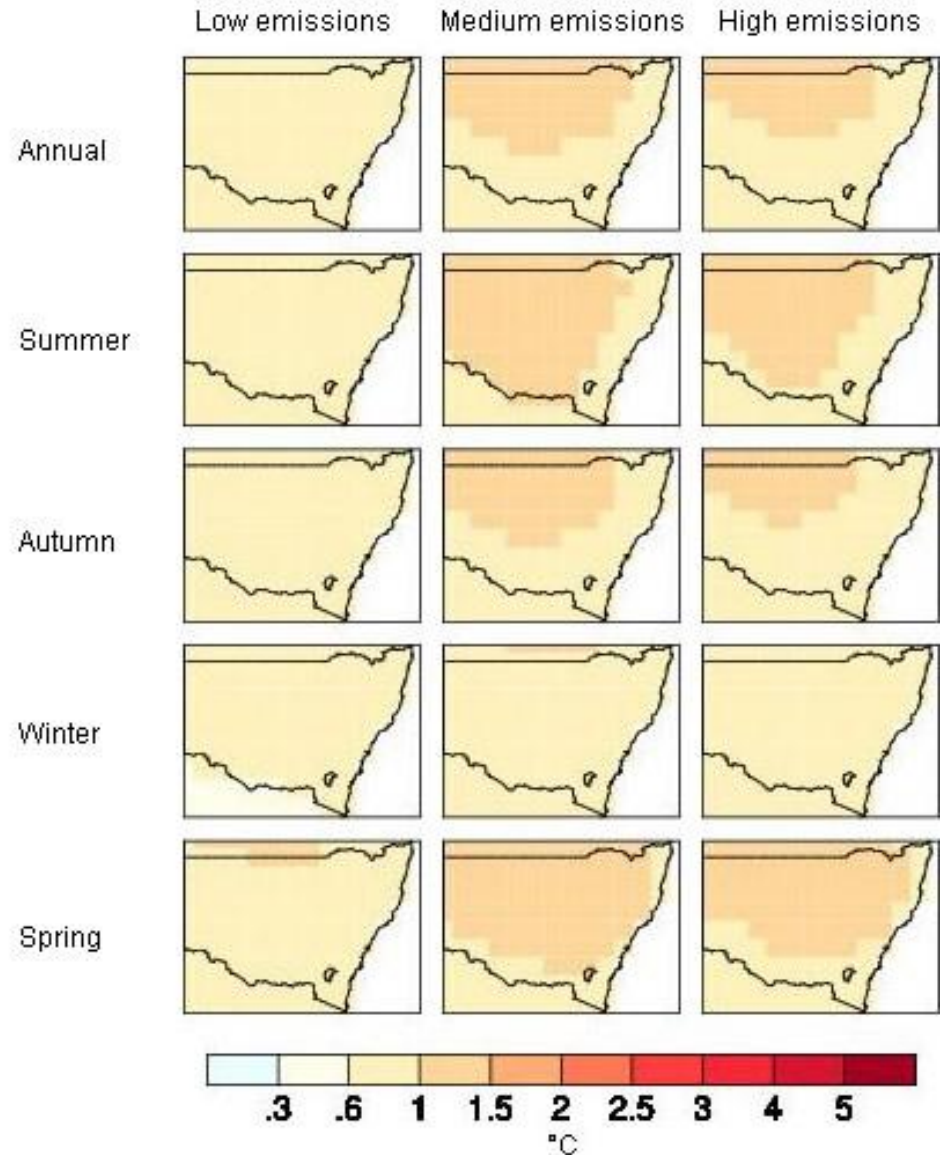 Low emissions Medium emissions High emissions
Annual
Summer
Autumn
Winter
Spring
.3 .6 1 1.5 2 2.5 3 4 5
°C